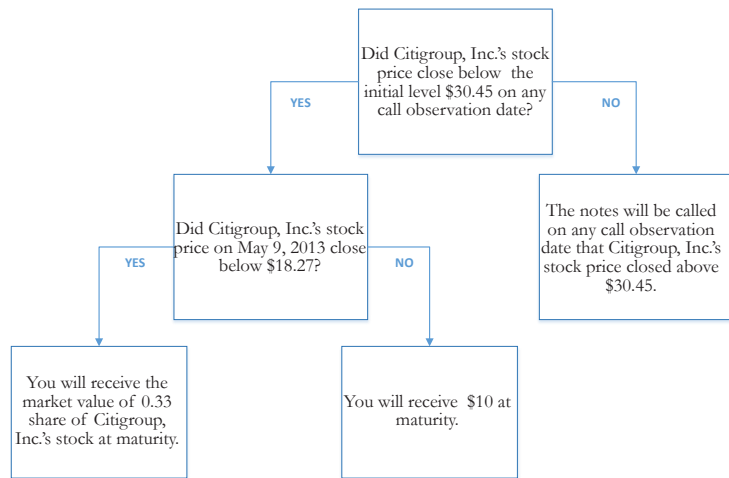 Did Citigroup, Inc.'s stock
price close below the
initial level $30.45 on any
call observation date?
YES
NO
Did Citigroup, Inc.'s stock
price on May 9, 2013 close
below $18.27?
The notes will be called
on any call observation
date that Citigroup, Inc.'s
stock price closed above
$30.45.
YES
NO
You will receive the
market value of 0.33
share of Citigroup,
Inc.'s stock at maturity.
You will receive $10 at
maturity.